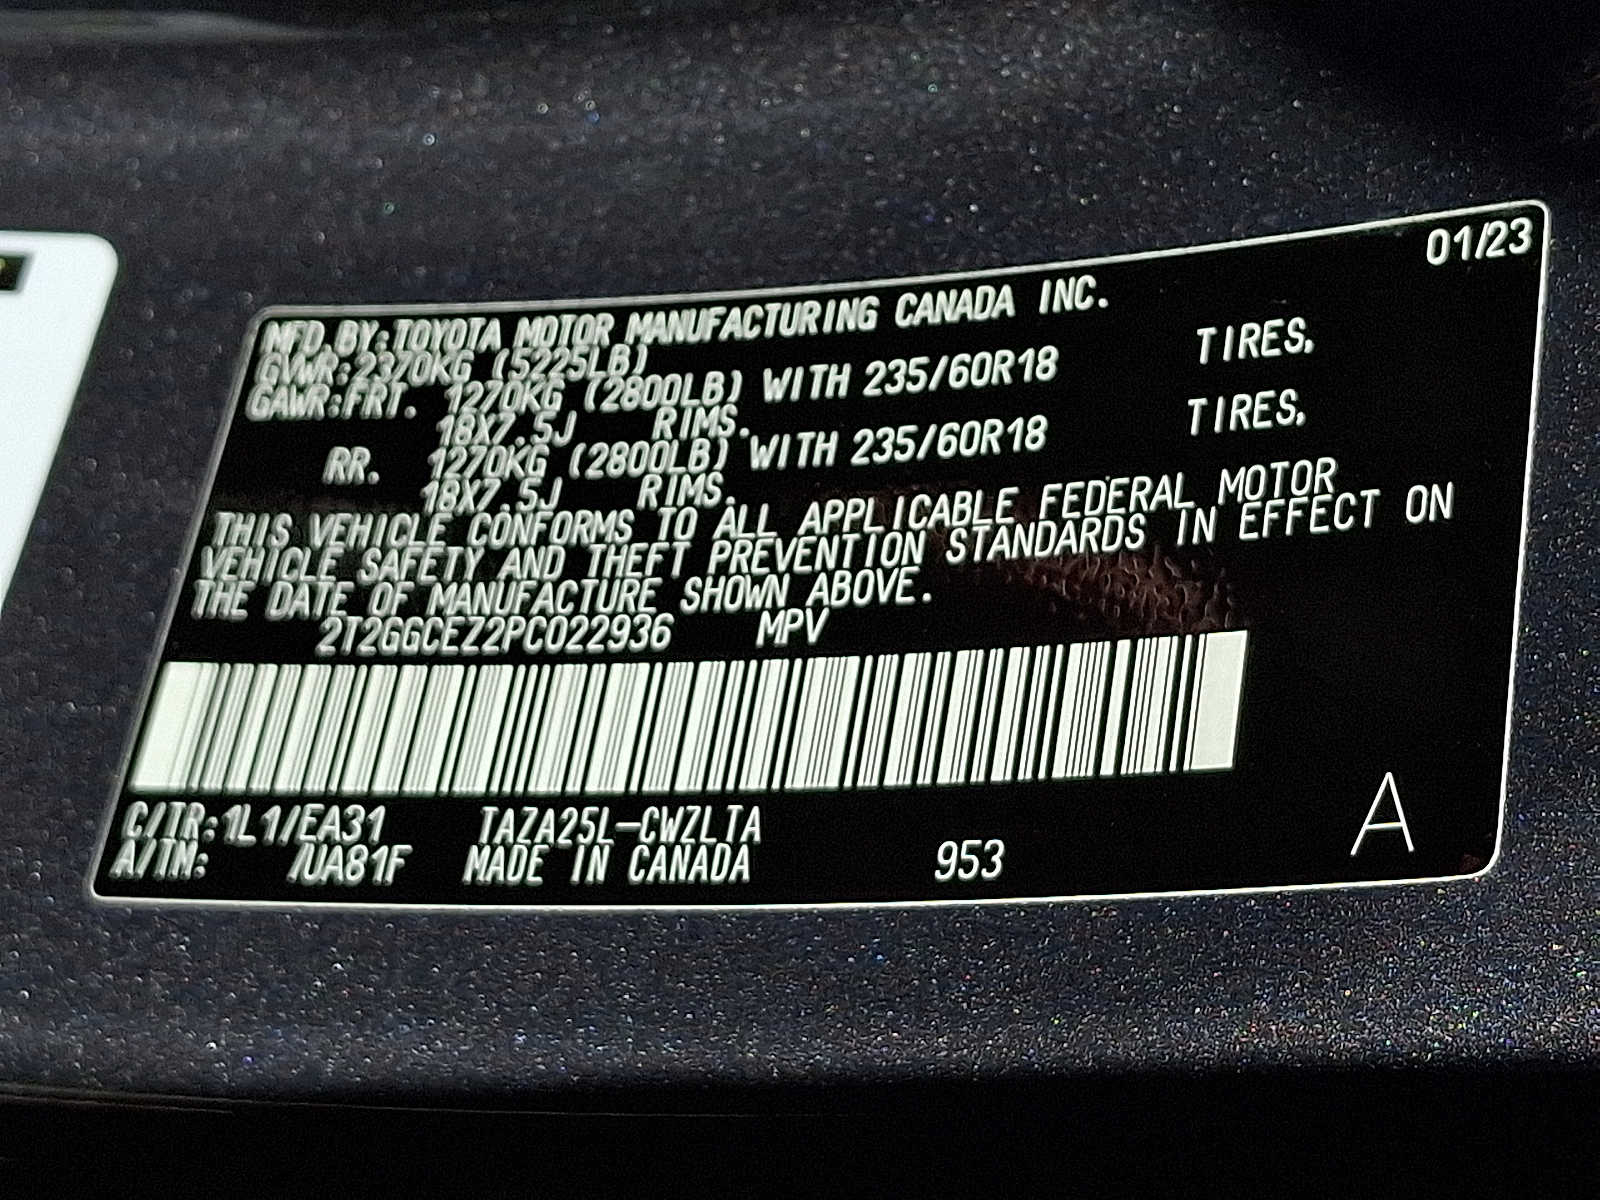 01/23
MFD.BY:TOYOTA MOTOR MANUFACTURING CANADA INC.
GVWR:2370KG (5225LB)
GAWR:FRT. 1270KG (2800LB) WITH 235/60R18 TIRES,
18X7.5J RIMS.
RR. 1270KG (2800LB) WITH 235/60R18 TIRES,
18X7.5J RIMS.
THIS VEHICLE CONFORMS TO ALL APPLICABLE FEDERAL MOTOR
VEHICLE SAFETY AND THEFT PREVENTION STANDARDS IN EFFECT ON
THE DATE OF MANUFACTURE SHOWN ABOVE.
2T2GGCEZ2PC022936 MPV
C/TR:1L1/EA31 TAZA25L-CWZLTA
A/TM: /UA81F MADE IN CANADA 953 A